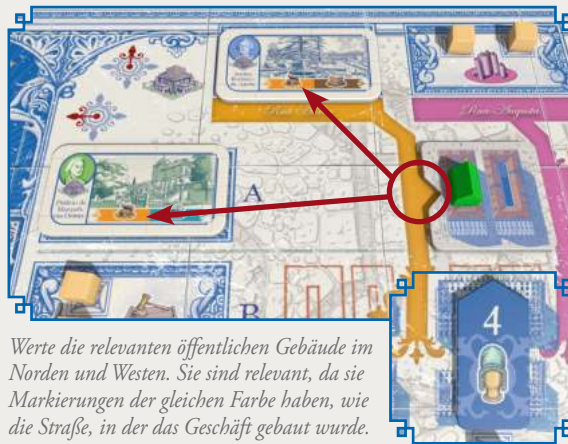 Rua Augusta
A
B
4
Werte die relevanten öffentlichen Gebäude im
Norden und Westen. Sie sind relevant, da sie
Markierungen der gleichen Farbe haben, wie
die Straße, in der das Geschäft gebaut wurde.